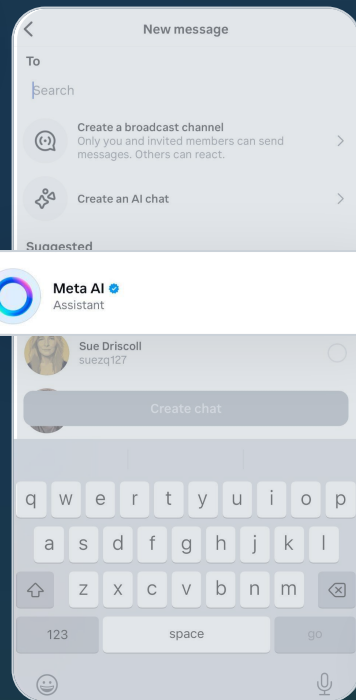 New message
To
Search
Create a broadcast channel
Only you and invited members can send
messages. Others can react.
Create an AI chat
Suggested
Meta AI
Assistant
Sue Driscoll
suezq127
Create chat
q w e r t y u i o p
a s d f g h j k l
z x c v b n m
123 space go